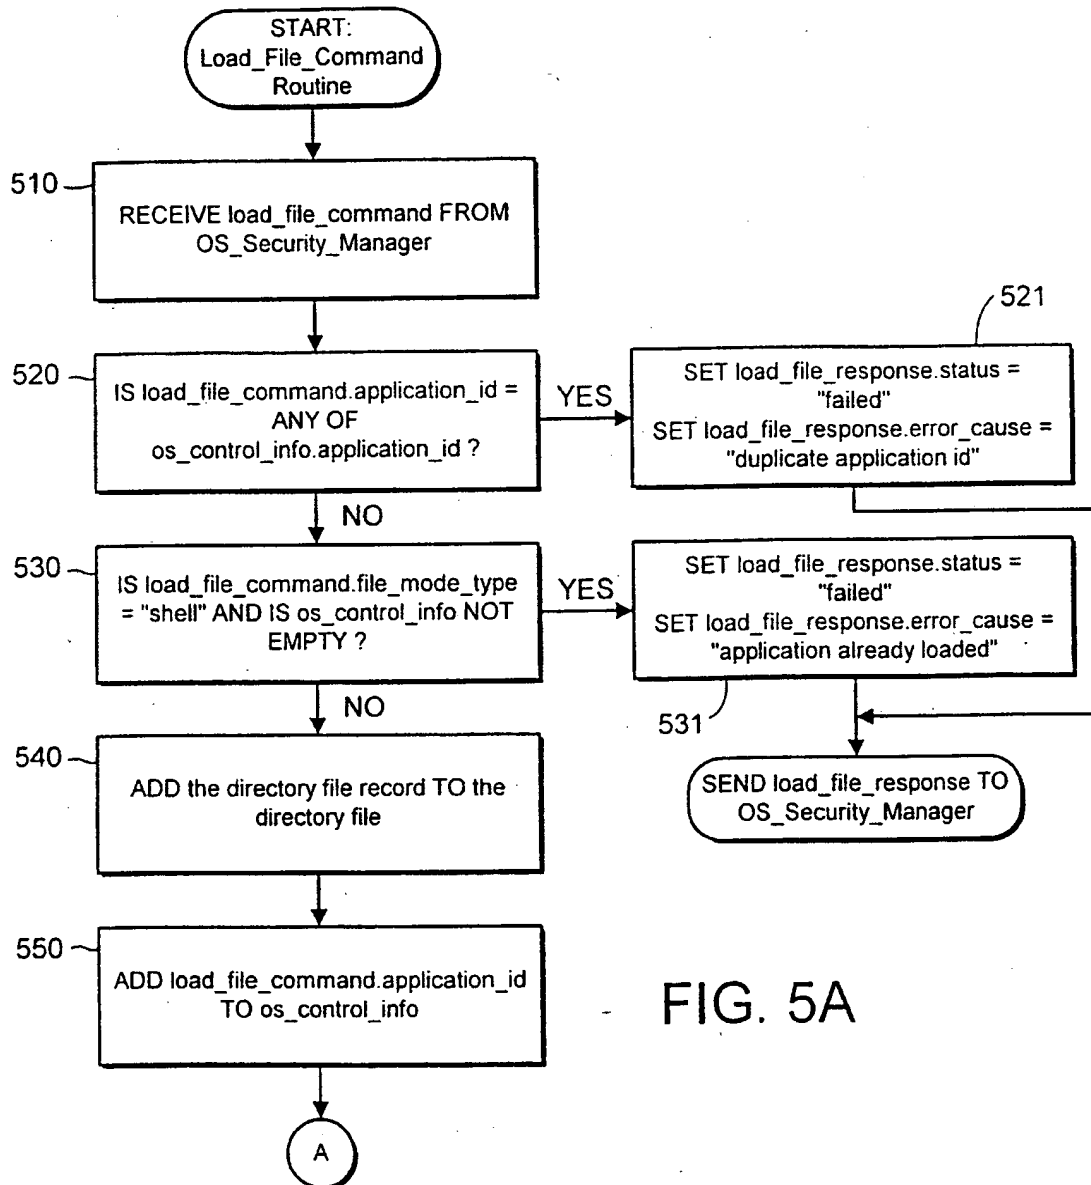 START:
Load_File_Command
Routine
510
RECEIVE load_file_command FROM
OS_Security_Manager
520
IS load_file_command.application_id =
ANY OF
os_control_info.application_id ?
YES
521
SET load_file_response.status =
"failed"
SET load_file_response.error_cause =
"duplicate application id"
NO
530
IS load_file_command.file_mode_type
= "shell" AND IS os_control_info NOT
EMPTY ?
YES
SET load_file_response.status =
"failed"
SET load_file_response.error_cause =
"application already loaded"
531
NO
SEND load_file_response TO
OS_Security_Manager
540
ADD the directory file record TO the
directory file
550
ADD load_file_command.application_id
TO os_control_info
A
FIG. 5A